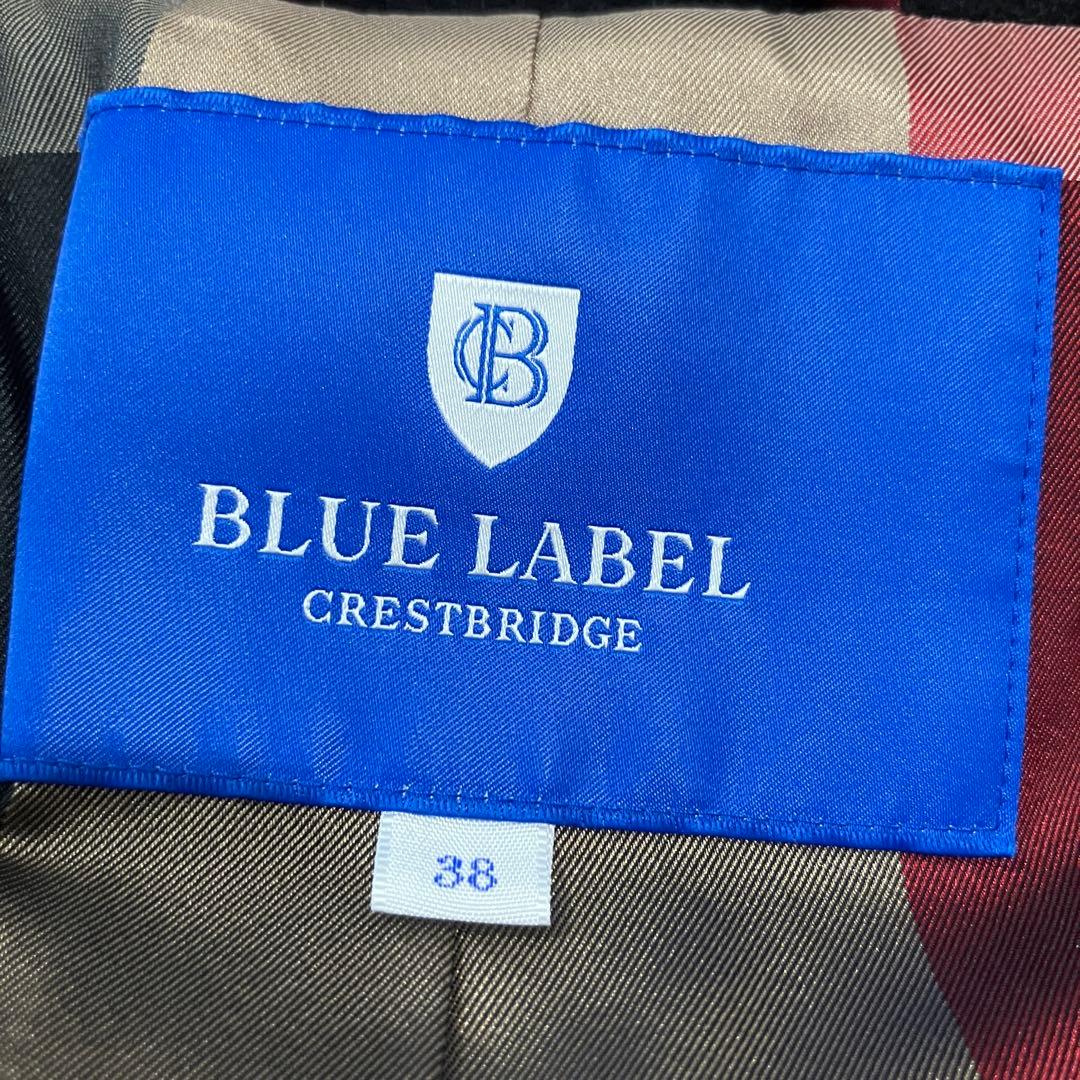 CB
BLUE LABEL
CRESTBRIDGE
38